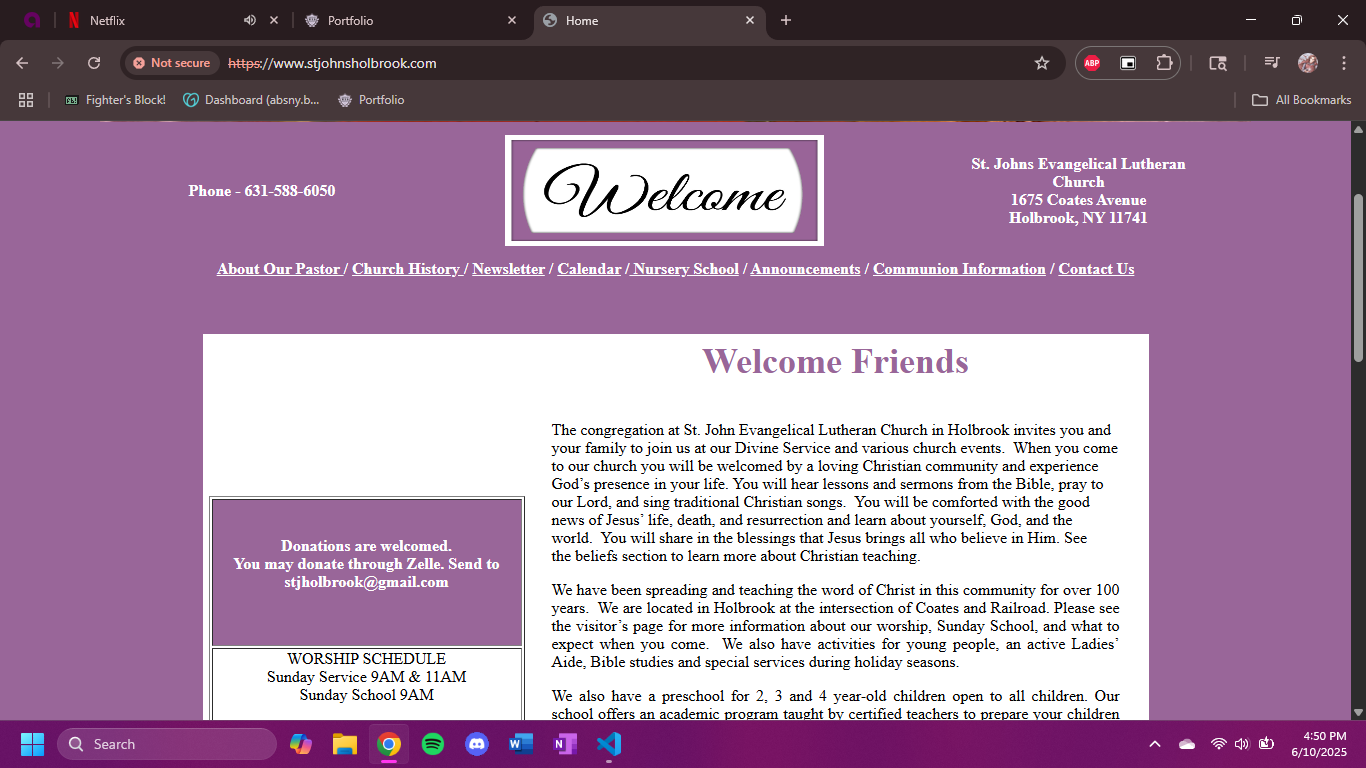 Netflix
Portfolio
Home
Not secure
https://www.stjohnsholbrook.com
ABP
Fighter's Block!
Dashboard (absny.b...
Portfolio
All Bookmarks
Phone - 631-588-6050
Welcome
St. Johns Evangelical Lutheran
Church
1675 Coates Avenue
Holbrook, NY 11741
About Our Pastor / Church History / Newsletter / Calendar / Nursery School / Announcements / Communion Information / Contact Us
Welcome Friends
The congregation at St. John Evangelical Lutheran Church in Holbrook invites you and
your family to join us at our Divine Service and various church events.  When you come
to our church you will be welcomed by a loving Christian community and experience
God’s presence in your life. You will hear lessons and sermons from the Bible, pray to
our Lord, and sing traditional Christian songs.  You will be comforted with the good
news of Jesus’ life, death, and resurrection and learn about yourself, God, and the
world.  You will share in the blessings that Jesus brings all who believe in Him. See
the beliefs section to learn more about Christian teaching.
We have been spreading and teaching the word of Christ in this community for over 100
years.  We are located in Holbrook at the intersection of Coates and Railroad. Please see
the visitor’s page for more information about our worship, Sunday School, and what to
expect when you come.  We also have activities for young people, an active Ladies’
Aide, Bible studies and special services during holiday seasons.
We also have a preschool for 2, 3 and 4 year-old children open to all children. Our
school offers an academic program taught by certified teachers to prepare your children
Donations are welcomed.
You may donate through Zelle. Send to
stjholbrook@gmail.com
WORSHIP SCHEDULE
Sunday Service 9AM & 11AM
Sunday School 9AM
Search
4:50 PM
6/10/2025